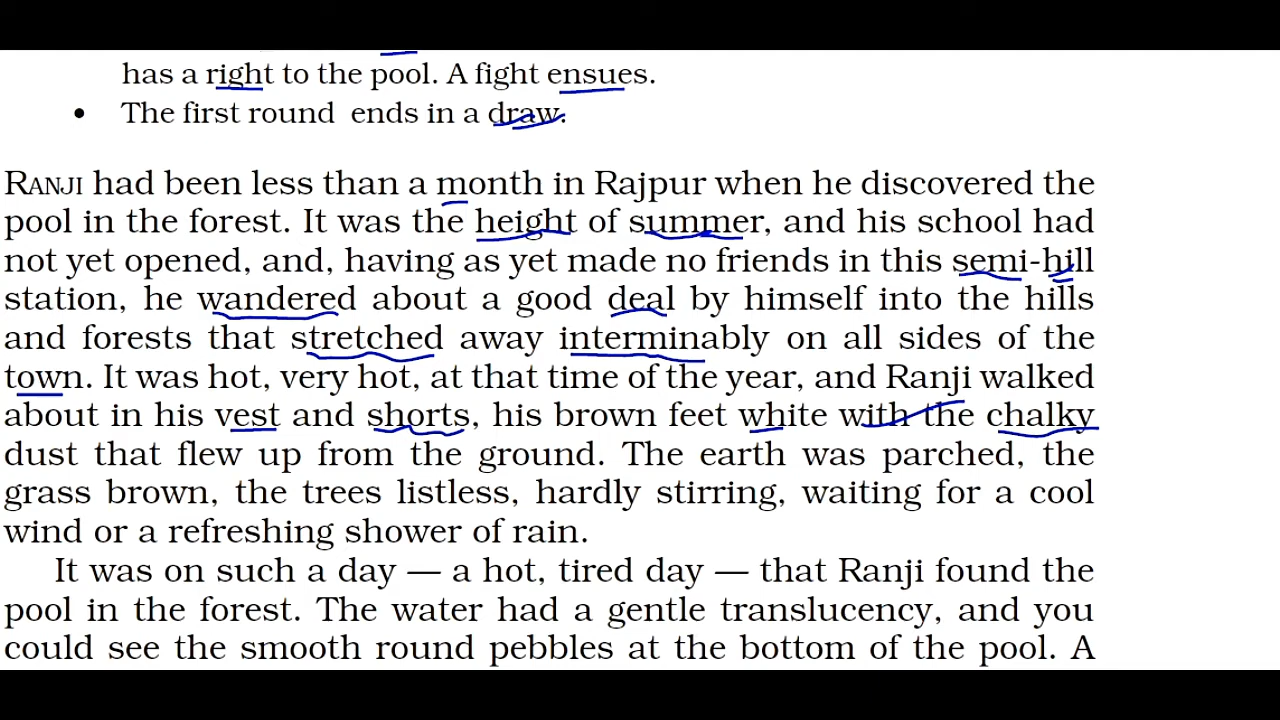 has a right to the pool. A fight ensues.
• The first round ends in a draw.
RANJI had been less than a month in Rajpur when he discovered the
pool in the forest. It was the height of summer, and his school had
not yet opened, and, having as yet made no friends in this semi-hill
station, he wandered about a good deal by himself into the hills
and forests that stretched away interminably on all sides of the
town. It was hot, very hot, at that time of the year, and Ranji walked
about in his vest and shorts, his brown feet white with the chalky
dust that flew up from the ground. The earth was parched, the
grass brown, the trees listless, hardly stirring, waiting for a cool
wind or a refreshing shower of rain.
It was on such a day — a hot, tired day — that Ranji found the
pool in the forest. The water had a gentle translucency, and you
could see the smooth round pebbles at the bottom of the pool. A